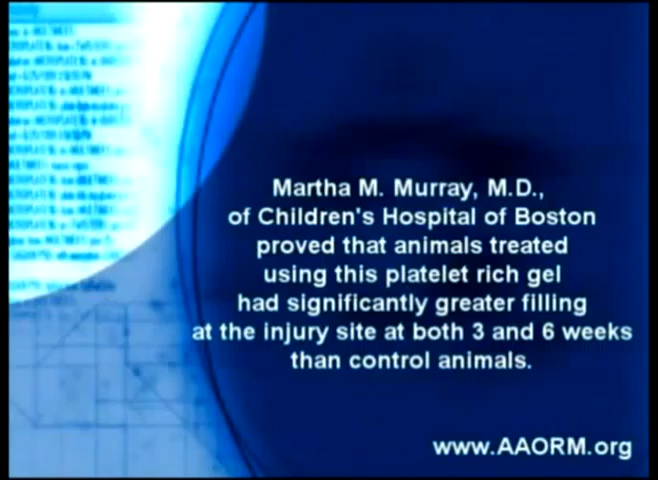 Martha M. Murray, M.D.,
of Children's Hospital of Boston
proved that animals treated
using this platelet rich gel
had significantly greater filling
at the injury site at both 3 and 6 weeks
than control animals.
www.AAORM.org